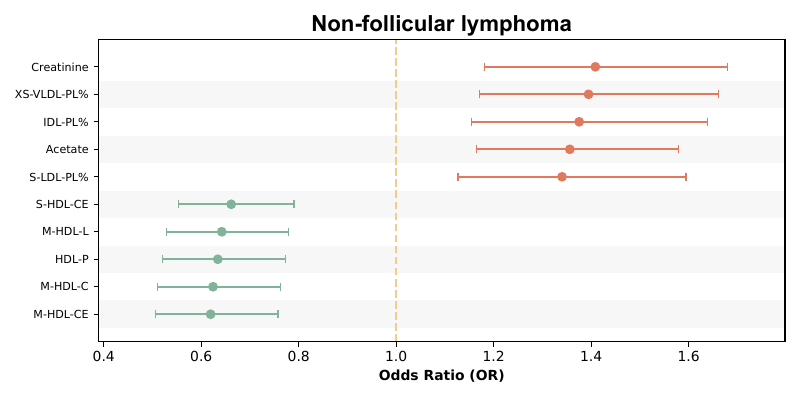 Non-follicular lymphoma
Creatinine
XS-VLDL-PL%
IDL-PL%
Acetate
S-LDL-PL%
S-HDL-CE
M-HDL-L
HDL-P
M-HDL-C
M-HDL-CE
0.4 0.6 0.8 1.0 1.2 1.4 1.6
Odds Ratio (OR)